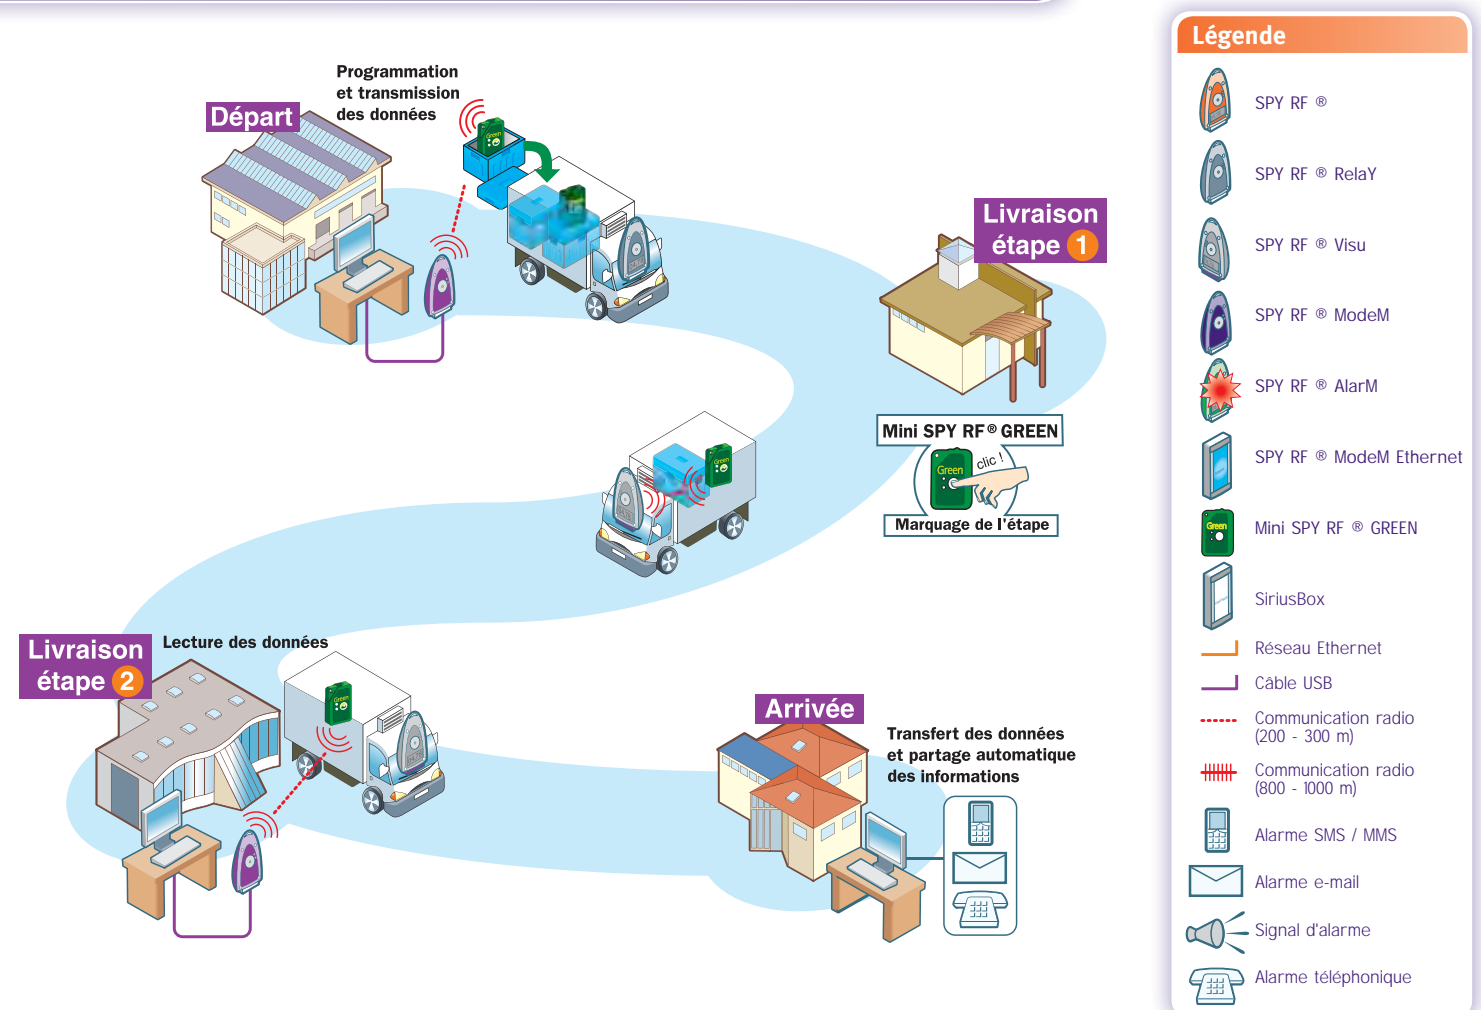 Programmation
et transmission
des données
Départ
Green
Livraison
étape 1
Mini SPY RF ® GREEN
Green
clic !
Marquage de l'étape
Green
Livraison
étape 2
Lecture des données
Green
Arrivée
Transfert des données
et partage automatique
des informations
Légende
SPY RF ®
SPY RF ® RelaY
SPY RF ® Visu
SPY RF ® ModeM
SPY RF ® AlarM
SPY RF ® ModeM Ethernet
Green
Mini SPY RF ® GREEN
SiriusBox
Réseau Ethernet
Câble USB
Communication radio
(200 - 300 m)
Communication radio
(800 - 1000 m)
Alarme SMS / MMS
Alarme e-mail
Signal d'alarme
Alarme téléphonique